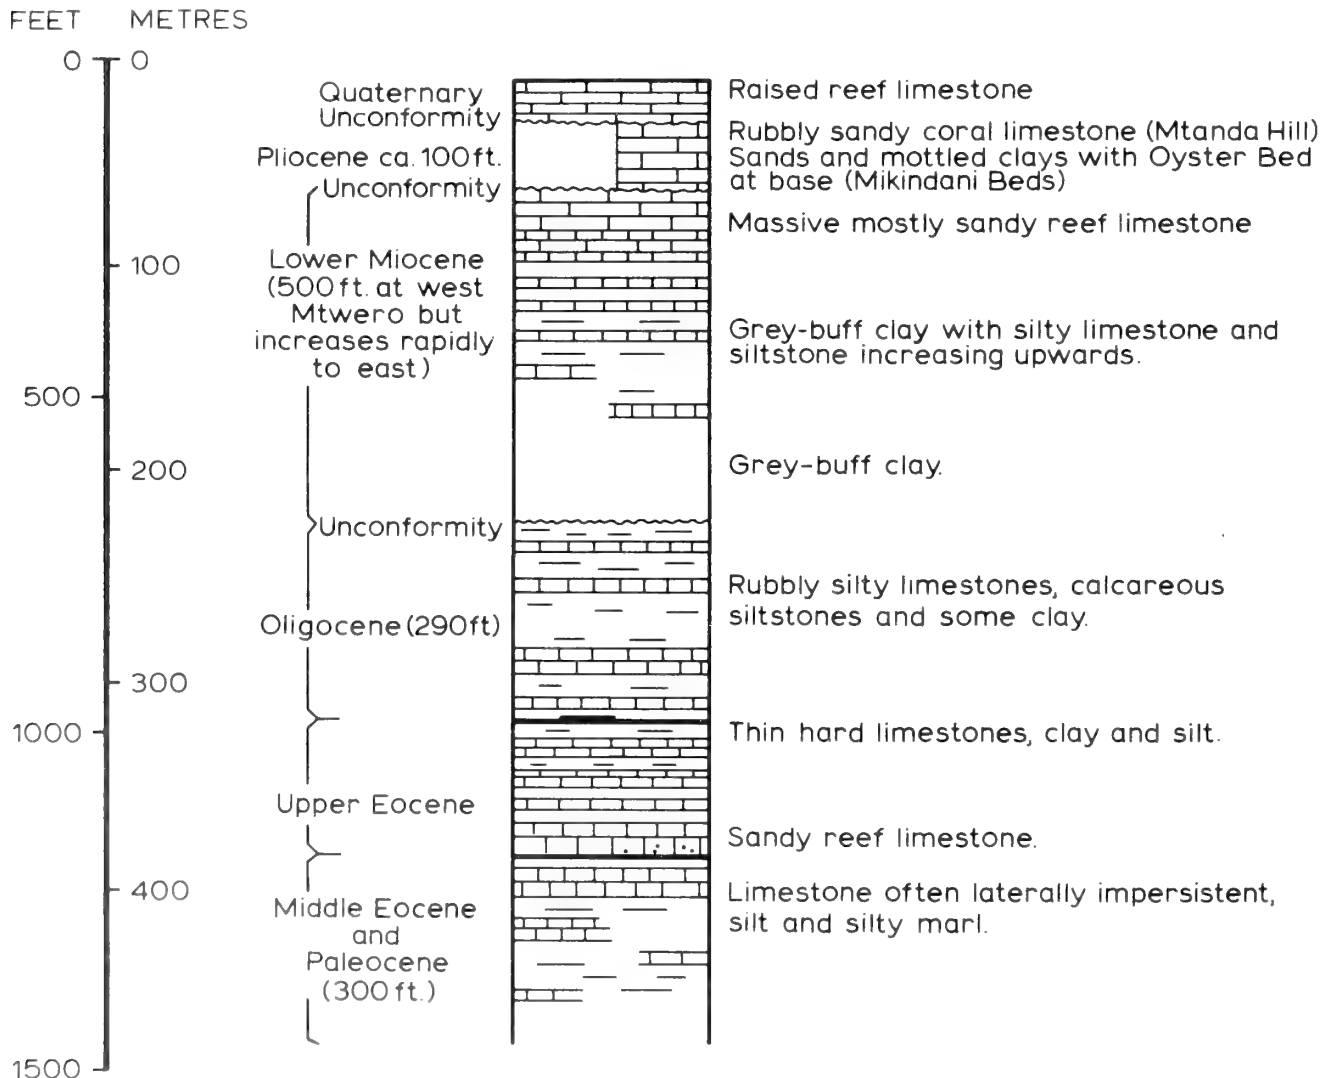 FEET METRES
0 0
100
500
200
300
1000
400
1500
Quaternary
Unconformity
Pliocene ca. 100 ft.
Unconformity
Lower Miocene
(500 ft. at west
Mtwero but
increases rapidly
to east)
Unconformity
Oligocene (290ft)
Upper Eocene
Middle Eocene
and
Paleocene
(300 ft.)
Raised reef limestone
Rubbly sandy coral limestone (Mtanda Hill)
Sands and mottled clays with Oyster Bed
at base (Mikindani Beds)
Massive mostly sandy reef limestone
Grey-buff clay with silty limestone and
siltstone increasing upwards.
Grey-buff clay.
Rubbly silty limestones, calcareous
siltstones and some clay.
Thin hard limestones, clay and silt.
Sandy reef limestone.
Limestone often laterally impersistent,
silt and silty marl.